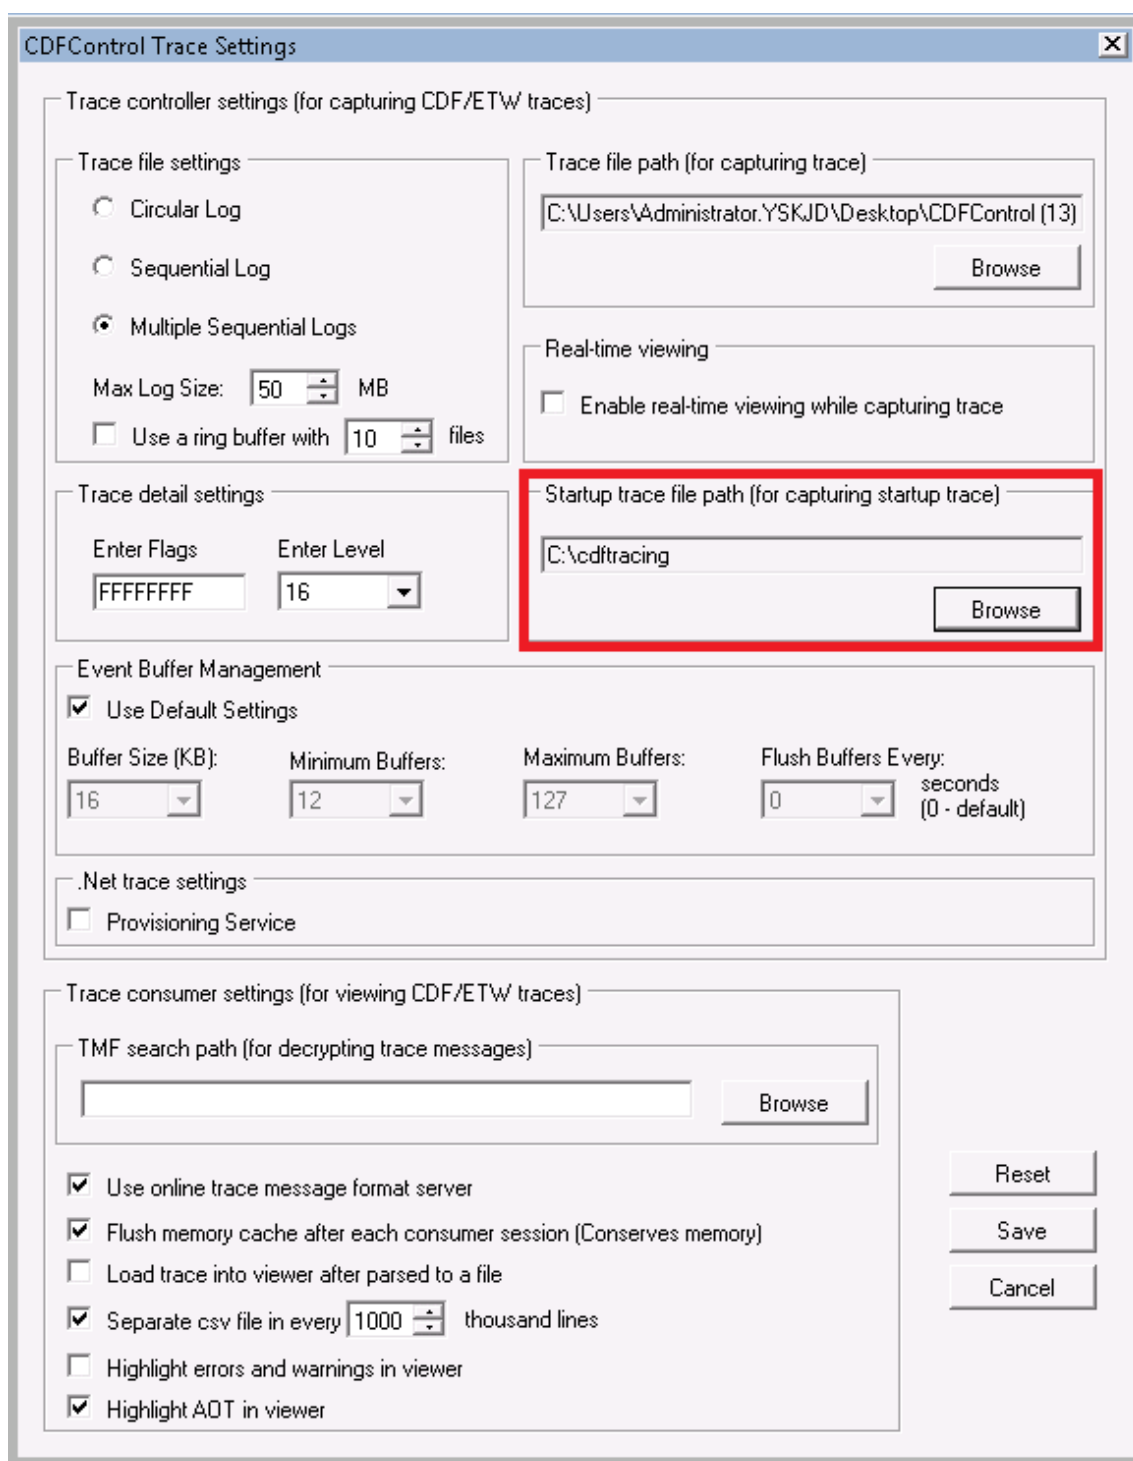 CDFControl Trace Settings
Trace controller settings (for capturing CDF/ETW traces)
Trace file settings
Circular Log
Sequential Log
Multiple Sequential Logs
Max Log Size: 50 MB
Use a ring buffer with 10 files
Trace file path (for capturing trace)
C:\Users\Administrator.YSKJD\Desktop\CDFControl (13)
Browse
Real-time viewing
Enable real-time viewing while capturing trace
Trace detail settings
Enter Flags Enter Level
FFFFFFFF 16
Startup trace file path (for capturing startup trace)
C:\cdftracing
Browse
Event Buffer Management
Use Default Settings
Buffer Size (KB): Minimum Buffers: Maximum Buffers: Flush Buffers Every:
16 12 127 0 seconds
(0 - default)
.Net trace settings
Provisioning Service
Trace consumer settings (for viewing CDF/ETW traces)
TMF search path (for decrypting trace messages)
Browse
Use online trace message format server
Flush memory cache after each consumer session (Conserves memory)
Load trace into viewer after parsed to a file
Separate csv file in every 1000 thousand lines
Highlight errors and warnings in viewer
Highlight AOT in viewer
Reset
Save
Cancel